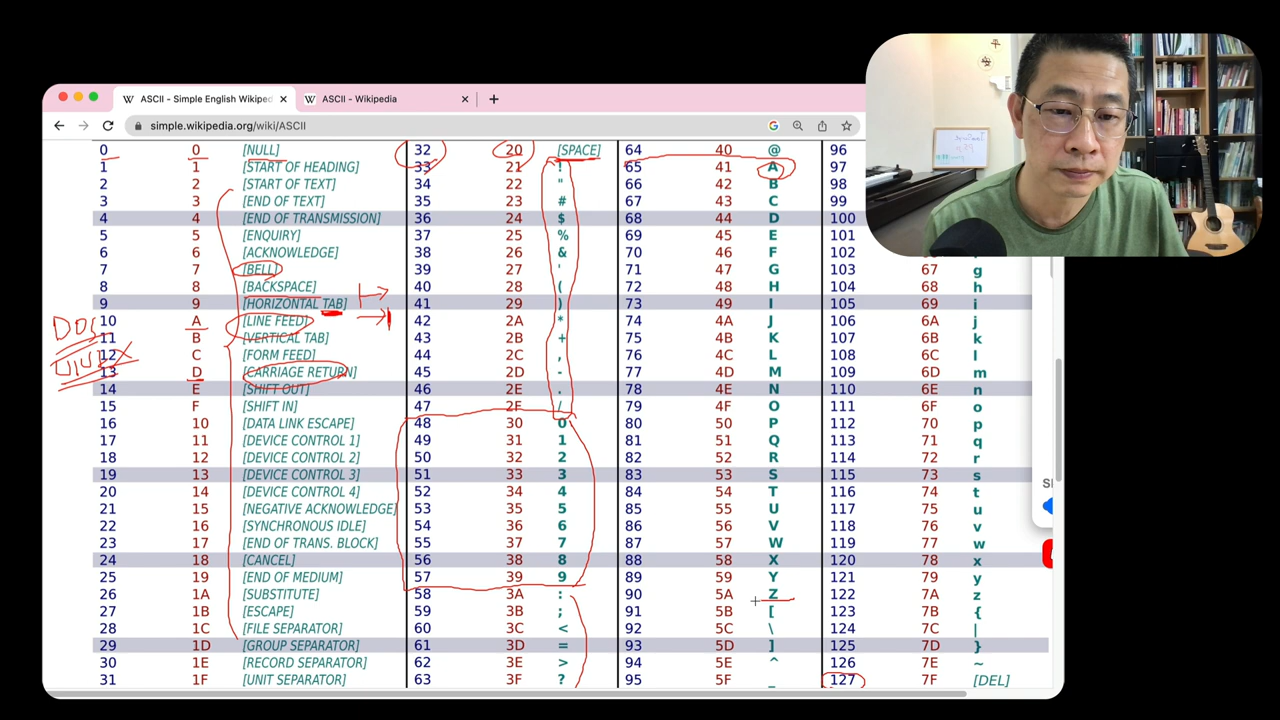 ASCII - Simple English Wikiped
ASCII - Wikipedia
simple.wikipedia.org/wiki/ASCII
0 0 [NULL] 32 20 [SPACE] 64 40 @ 96
1 1 [START OF HEADING] 33 21 ! 65 41 A 97
2 2 [START OF TEXT] 34 22 " 66 42 B 98
3 3 [END OF TEXT] 35 23 # 67 43 C 99
4 4 [END OF TRANSMISSION] 36 24 $ 68 44 D 100
5 5 [ENQUIRY] 37 25 % 69 45 E 101
6 6 [ACKNOWLEDGE] 38 26 & 70 46 F
7 7 [BELL] 39 27 ' 71 47 G 103 67 g
8 8 [BACKSPACE] 40 28 ( 72 48 H 104 68 h
9 9 [HORIZONTAL TAB] 41 29 ) 73 49 I 105 69 i
10 A [LINE FEED] 42 2A * 74 4A J 106 6A j
DOS
11 B [VERTICAL TAB] 43 2B + 75 4B K 107 6B k
12 C [FORM FEED] 44 2C , 76 4C L 108 6C l
UNIX
13 D [CARRIAGE RETURN] 45 2D - 77 4D M 109 6D m
14 E [SHIFT OUT] 46 2E . 78 4E N 110 6E n
15 F [SHIFT IN] 47 2F / 79 4F O 111 6F o
16 10 [DATA LINK ESCAPE] 48 30 0 80 50 P 112 70 p
17 11 [DEVICE CONTROL 1] 49 31 1 81 51 Q 113 71 q
18 12 [DEVICE CONTROL 2] 50 32 2 82 52 R 114 72 r
19 13 [DEVICE CONTROL 3] 51 33 3 83 53 S 115 73 s
20 14 [DEVICE CONTROL 4] 52 34 4 84 54 T 116 74 t
21 15 [NEGATIVE ACKNOWLEDGE] 53 35 5 85 55 U 117 75 u
22 16 [SYNCHRONOUS IDLE] 54 36 6 86 56 V 118 76 v
23 17 [END OF TRANS. BLOCK] 55 37 7 87 57 W 119 77 w
24 18 [CANCEL] 56 38 8 88 58 X 120 78 x
25 19 [END OF MEDIUM] 57 39 9 89 59 Y 121 79 y
26 1A [SUBSTITUTE] 58 3A : 90 5A Z 122 7A z
27 1B [ESCAPE] 59 3B ; 91 5B [ 123 7B {
28 1C [FILE SEPARATOR] 60 3C < 92 5C \ 124 7C |
29 1D [GROUP SEPARATOR] 61 3D = 93 5D ] 125 7D }
30 1E [RECORD SEPARATOR] 62 3E > 94 5E ^ 126 7E ~
31 1F [UNIT SEPARATOR] 63 3F ? 95 5F _ 127 7F [DEL]